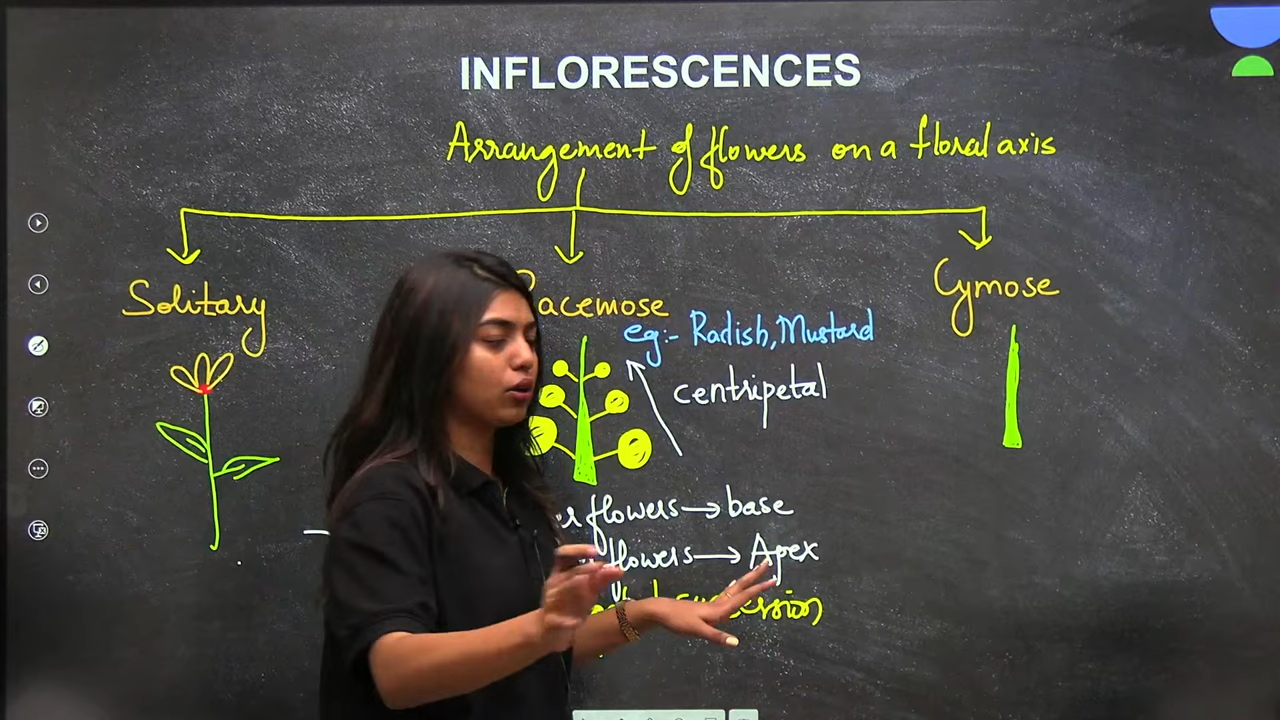 INFLORESCENCES
Arrangement of flowers on a floral axis
Solitary
acemose
Cymose
eg:- Radish, Mustard
centripetal
flowers → base
flowers → Apex